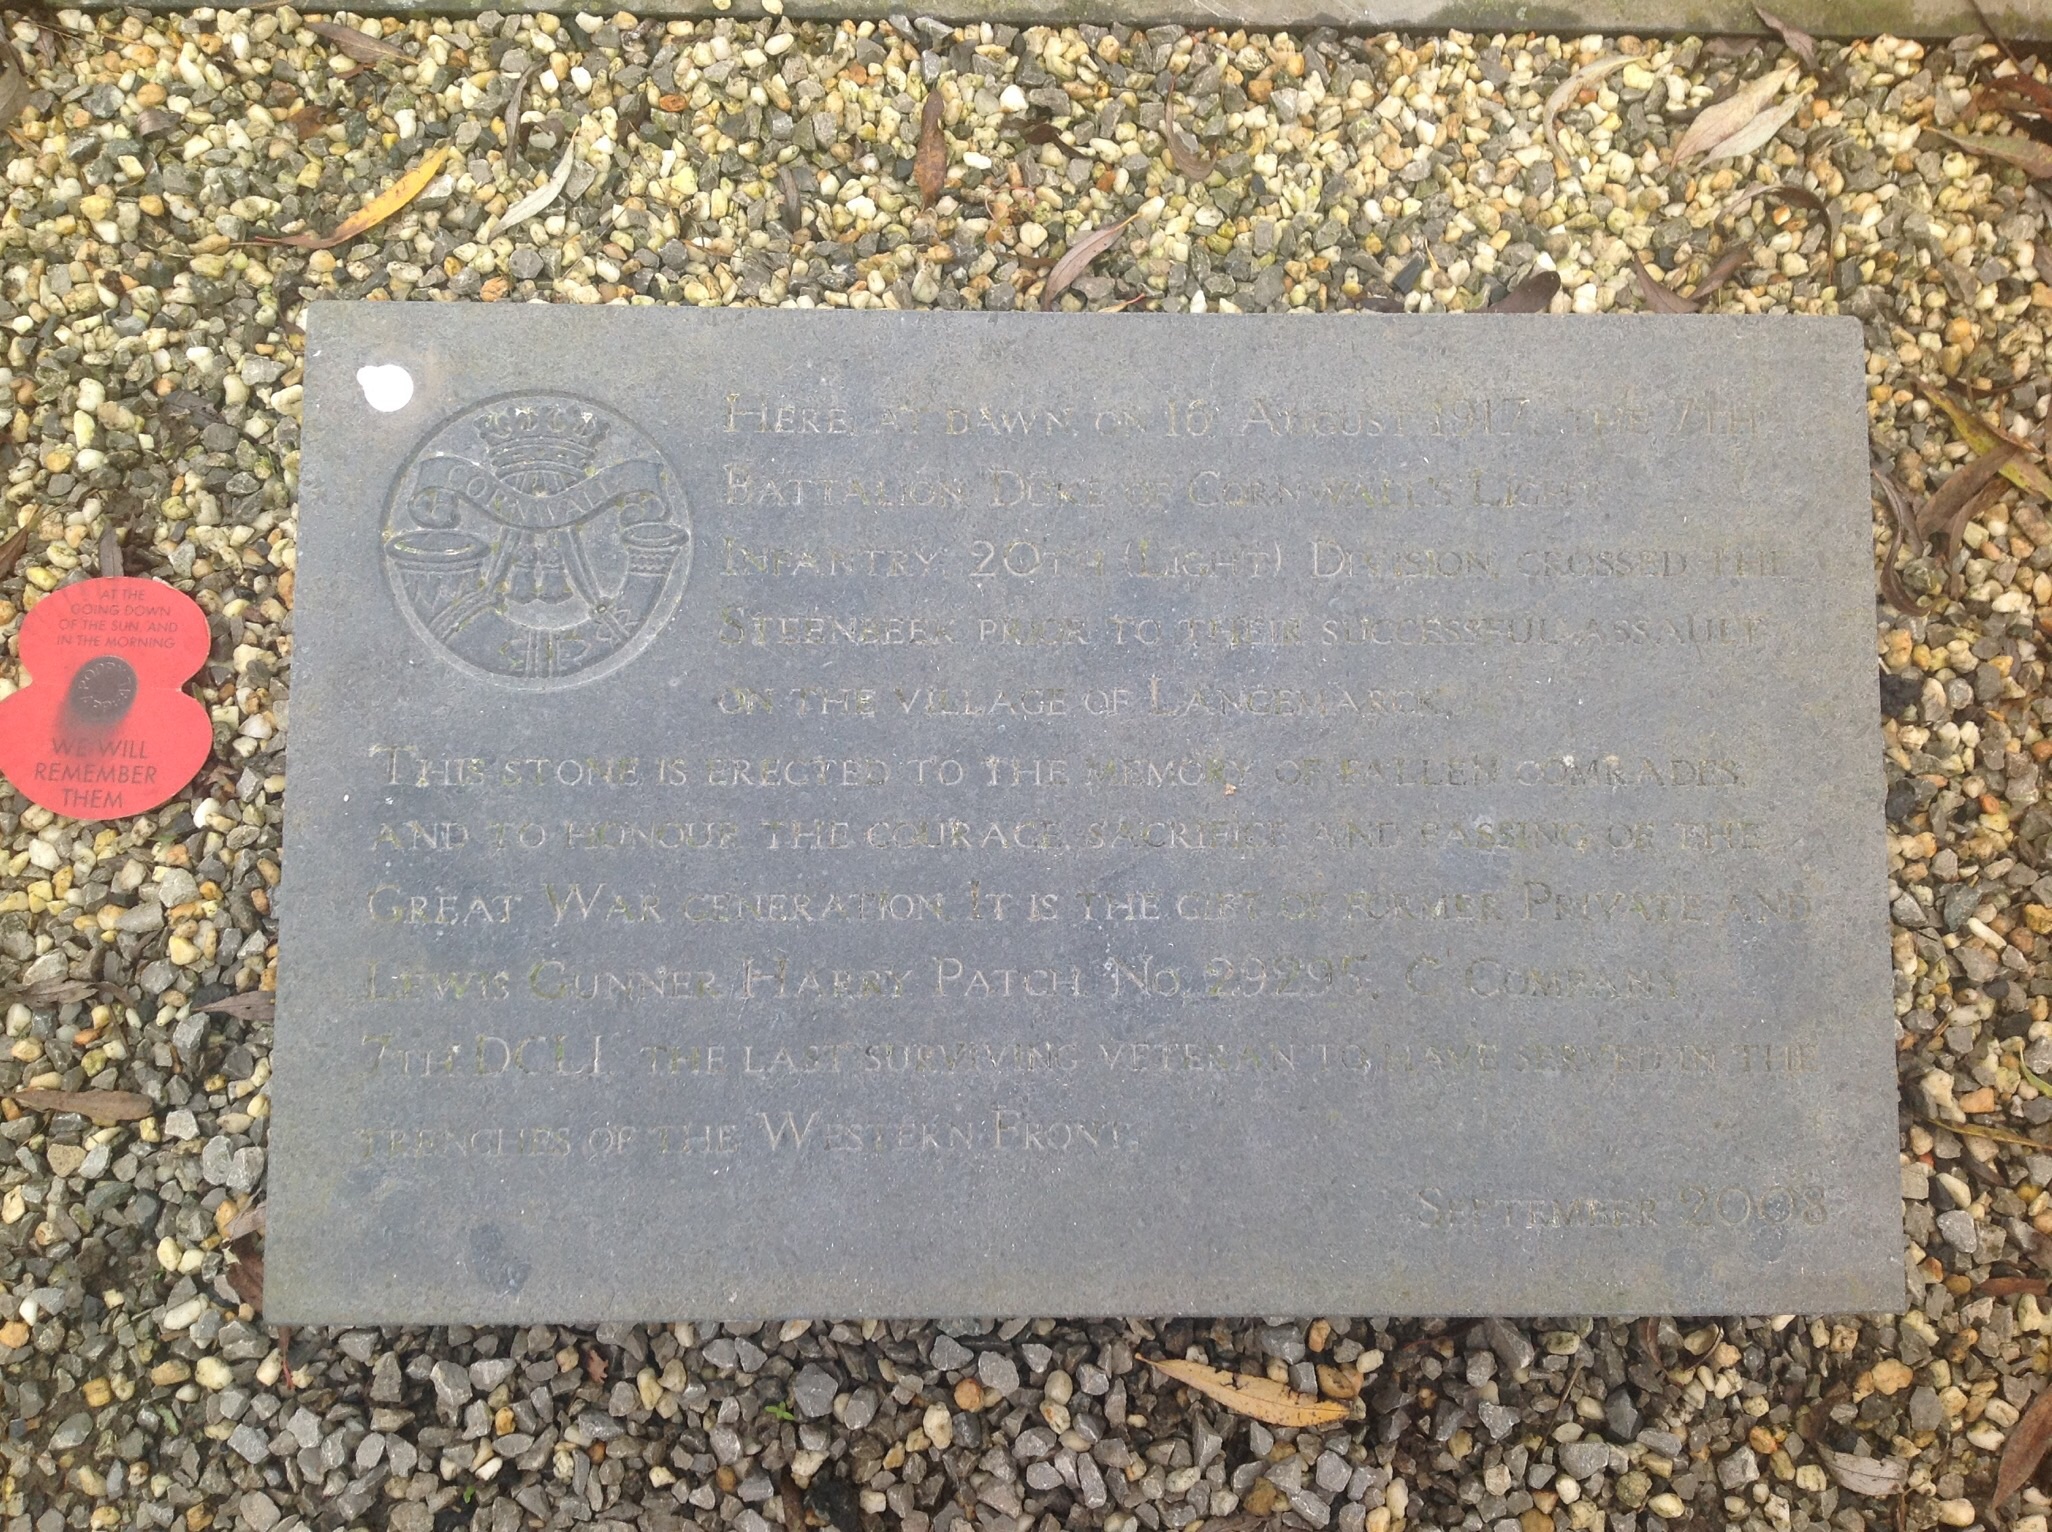 AT THE
GOING DOWN
OF THE SUN, AND
IN THE MORNING
WE WILL
REMEMBER
THEM
CORNWALL
HERE, AT DAWN, ON 16 AUGUST 1917, THE 7TH
BATTALION, DUKE OF CORNWALL'S LIGHT
INFANTRY, 20TH (LIGHT) DIVISION, CROSSED THE
STEENBEEK PRIOR TO THEIR SUCCESSFUL ASSAULT
ON THE VILLAGE OF LANGEMARCK.
THIS STONE IS ERECTED TO THE MEMORY OF FALLEN COMRADES,
AND TO HONOUR THE COURAGE, SACRIFICE AND PASSING OF THE
GREAT WAR GENERATION. IT IS THE GIFT OF FORMER PRIVATE AND
LEWIS GUNNER HARRY PATCH, NO. 29295, C COMPANY,
7TH DCLI, THE LAST SURVIVING VETERAN TO HAVE SERVED IN THE
TRENCHES OF THE WESTERN FRONT.
SEPTEMBER 2008